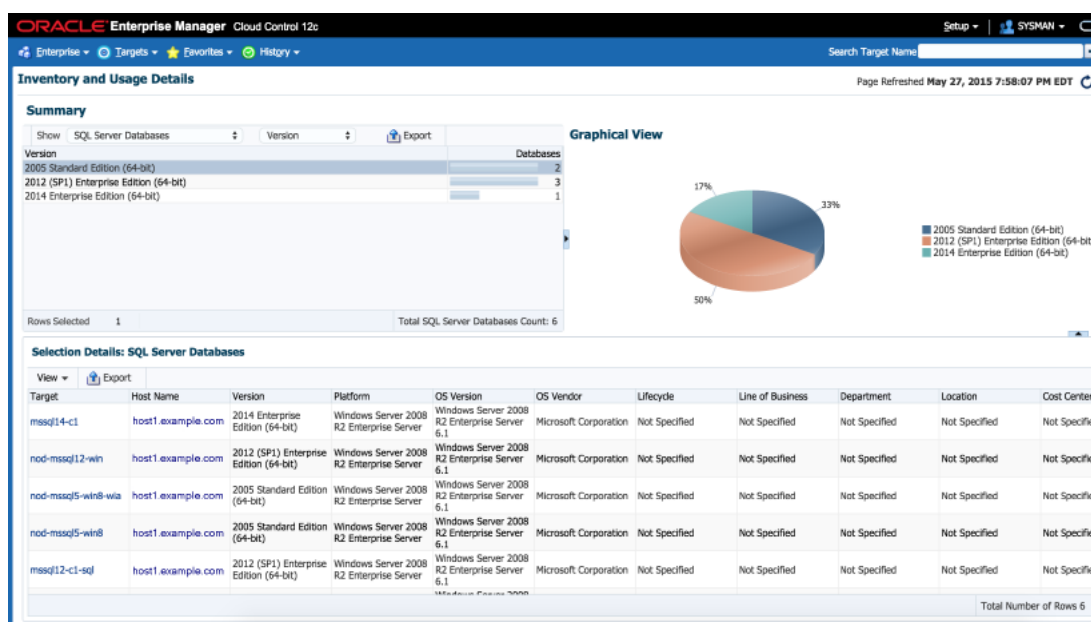 ORACLE Enterprise Manager Cloud Control 12c
Setup SYSMAN
Enterprise Targets Favorites History
Search Target Name
Inventory and Usage Details
Page Refreshed May 27, 2015 7:58:07 PM EDT
Summary
Show SQL Server Databases Version Export
Version Databases
2005 Standard Edition (64-bit) 2
2012 (SP1) Enterprise Edition (64-bit) 3
2014 Enterprise Edition (64-bit) 1
Rows Selected 1 Total SQL Server Databases Count: 6
Graphical View
17%
33%
50%
2005 Standard Edition (64-bit)
2012 (SP1) Enterprise Edition (64-bit
2014 Enterprise Edition (64-bit)
Selection Details: SQL Server Databases
View Export
Target Host Name Version Platform OS Version OS Vendor Lifecycle Line of Business Department Location Cost Center
mssql14-c1 host1.example.com 2014 Enterprise Edition (64-bit) Windows Server 2008 R2 Enterprise Server Windows Server 2008 R2 Enterprise Server 6.1 Microsoft Corporation Not Specified Not Specified Not Specified Not Specified Not Specifie
nod-mssql12-win host1.example.com 2012 (SP1) Enterprise Edition (64-bit) Windows Server 2008 R2 Enterprise Server Windows Server 2008 R2 Enterprise Server 6.1 Microsoft Corporation Not Specified Not Specified Not Specified Not Specified Not Specifie
nod-mssql5-win8-wia host1.example.com 2005 Standard Edition (64-bit) Windows Server 2008 R2 Enterprise Server Windows Server 2008 R2 Enterprise Server 6.1 Microsoft Corporation Not Specified Not Specified Not Specified Not Specified Not Specifie
nod-mssql5-win8 host1.example.com 2005 Standard Edition (64-bit) Windows Server 2008 R2 Enterprise Server Windows Server 2008 R2 Enterprise Server 6.1 Microsoft Corporation Not Specified Not Specified Not Specified Not Specified Not Specifie
mssql12-c1-sql host1.example.com 2012 (SP1) Enterprise Edition (64-bit) Windows Server 2008 R2 Enterprise Server Windows Server 2008 R2 Enterprise Server 6.1 Microsoft Corporation Not Specified Not Specified Not Specified Not Specified Not Specifie
Total Number of Rows 6